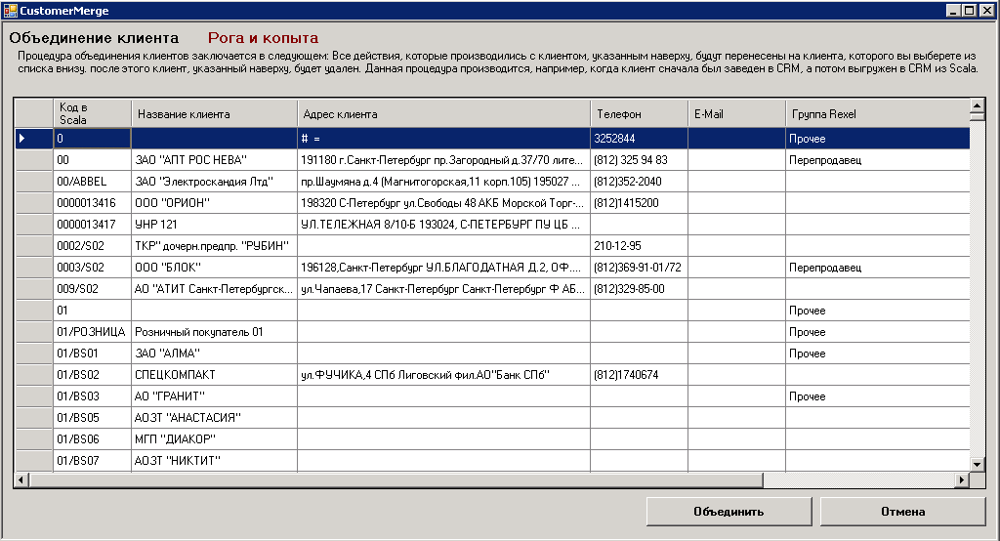 CustomerMerge
Объединение клиента Рога и копыта
Процедура объединения клиентов заключается в следующем: Все действия, которые производились с клиентом, указанным наверху, будут перенесены на клиента, которого вы выберете из
списка внизу. после этого клиент, указанный наверху, будет удален. Данная процедура производится, например, когда клиент сначала был заведен в CRM, а потом выгружен в CRM из Scala.
Код в Scala Название клиента Адрес клиента Телефон E-Mail Группа Rexel
0 # = 3252844 Прочее
00 ЗАО "АПТ РОС НЕВА" 191180 г.Санкт-Петербург пр.Загородный д.37/70 лите... (812) 325 94 83 Перепродавец
00/ABBEL ЗАО "Электроскандия Лтд" пр.Шаумяна д.4 (Магнитогорская,11 корп.105) 195027 ... (812)352-2040
0000013416 ООО "ОРИОН" 198320 С-Петербург ул.Свободы 48 АКБ Морской Торг-... (812)1415200
0000013417 УНР 121 УЛ.ТЕЛЕЖНАЯ 8/10-Б 193024, С-ПЕТЕРБУРГ ПУ ЦБ ...
0002/S02 ТКР" дочерн.предпр. "РУБИН" 210-12-95
0003/S02 ООО "БЛОК" 196128,Санкт-Петербург УЛ.БЛАГОДАТНАЯ Д.2, ОФ.... (812)369-91-01/72 Перепродавец
009/S02 АО "АТИТ Санкт-Петербургск... ул.Чапаева,17 Санкт-Петербург Санкт-Петербург Ф АБ... (812)329-85-00
01 Прочее
01/РОЗНИЦА Розничный покупатель 01 Прочее
01/BS01 ЗАО "АЛМА" Прочее
01/BS02 СПЕЦКОМПАКТ ул.ФУЧИКА,4 СПб Лиговский фил.АО"Банк СПб" (812)1740674
01/BS03 АО "ГРАНИТ" Прочее
01/BS05 АОЗТ "АНАСТАСИЯ"
01/BS06 МГП "ДИАКОР"
01/BS07 АОЗТ "НИКТИТ"
Объединить Отмена